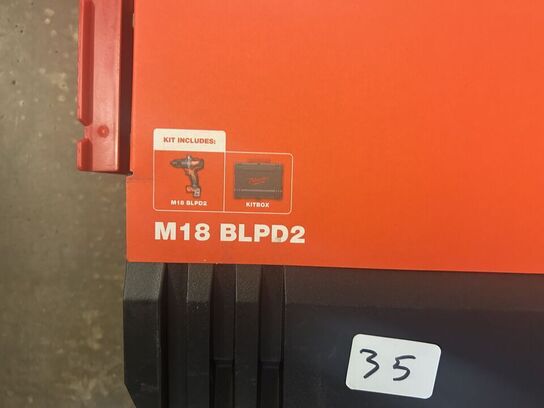 KIT INCLUDES:
M18 BLPD2
KITBOX
M18 BLPD2
35